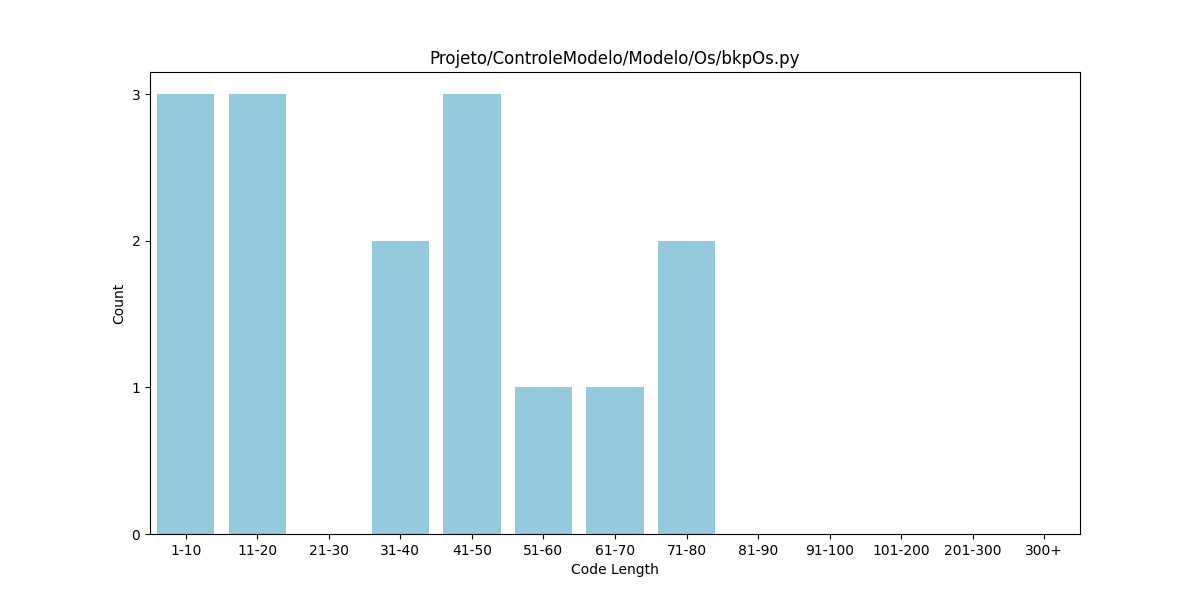 Projeto/ControleModelo/Modelo/Os/bkpOs.py
3
2
1
0
Count
1-10 11-20 21-30 31-40 41-50 51-60 61-70 71-80 81-90 91-100 101-200 201-300 300+
Code Length